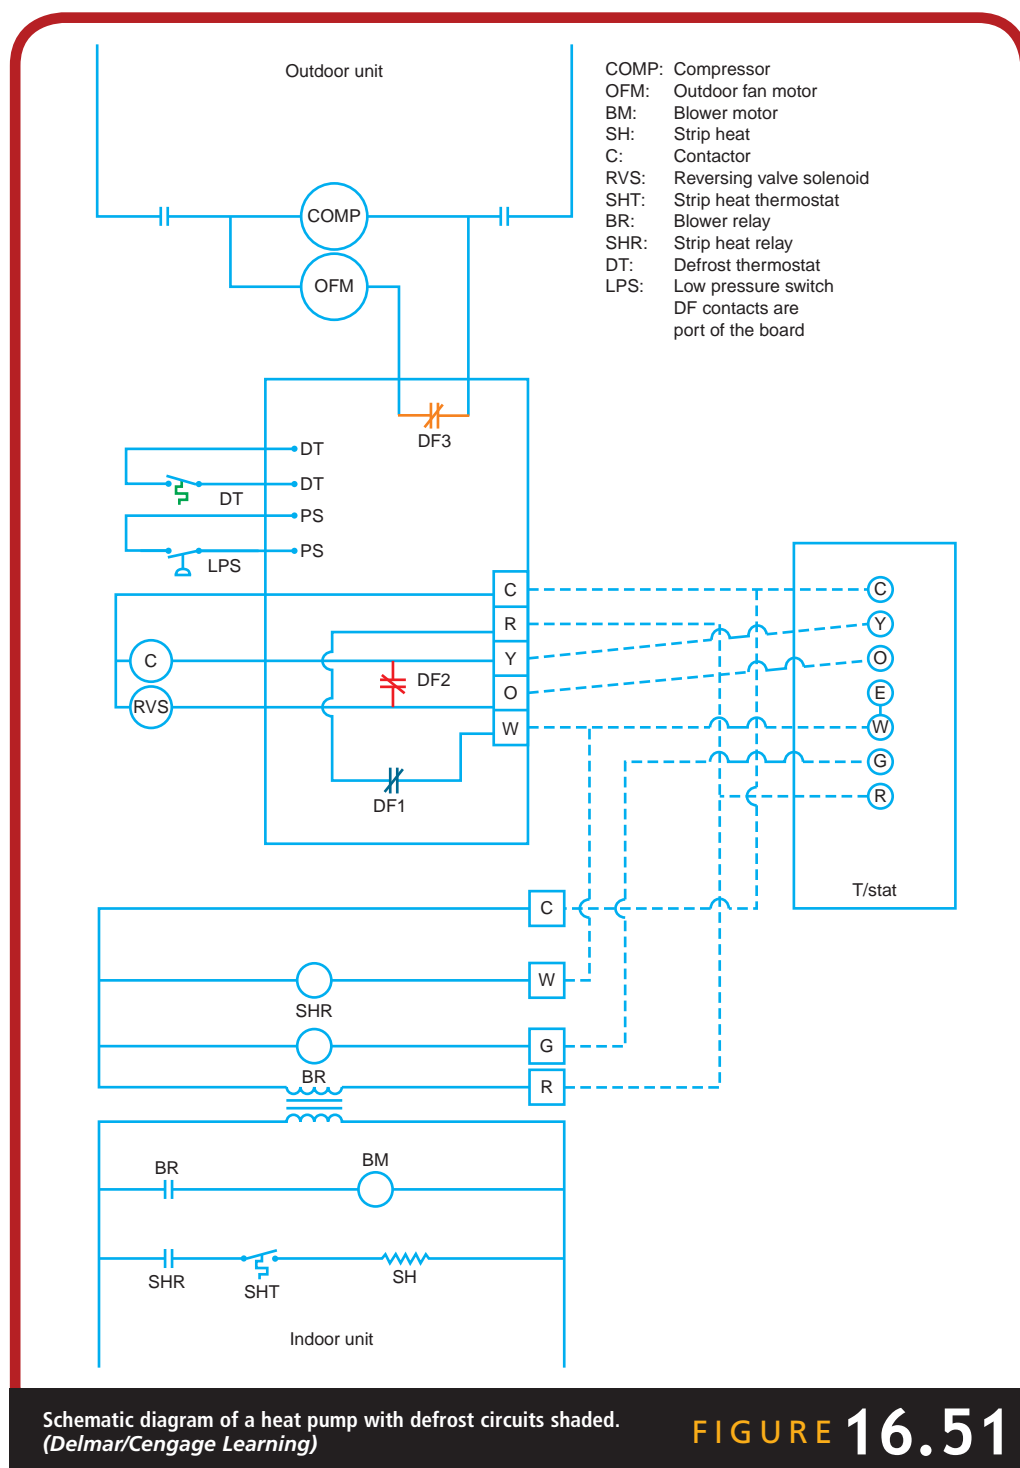 Outdoor unit
COMP: Compressor
OFM: Outdoor fan motor
BM: Blower motor
SH: Strip heat
C: Contactor
RVS: Reversing valve solenoid
SHT: Strip heat thermostat
BR: Blower relay
SHR: Strip heat relay
DT: Defrost thermostat
LPS: Low pressure switch
DF contacts are
part of the board
COMP
OFM
DF3
DT
DT
DT
PS
PS
LPS
C
R
Y
O
W
C
RVS
DF2
DF1
C
Y
O
E
W
G
R
T/stat
C
W
G
R
SHR
BR
BR
BM
SHR
SHT
SH
Indoor unit
Schematic diagram of a heat pump with defrost circuits shaded.
(Delmar/Cengage Learning)
FIGURE 16.51